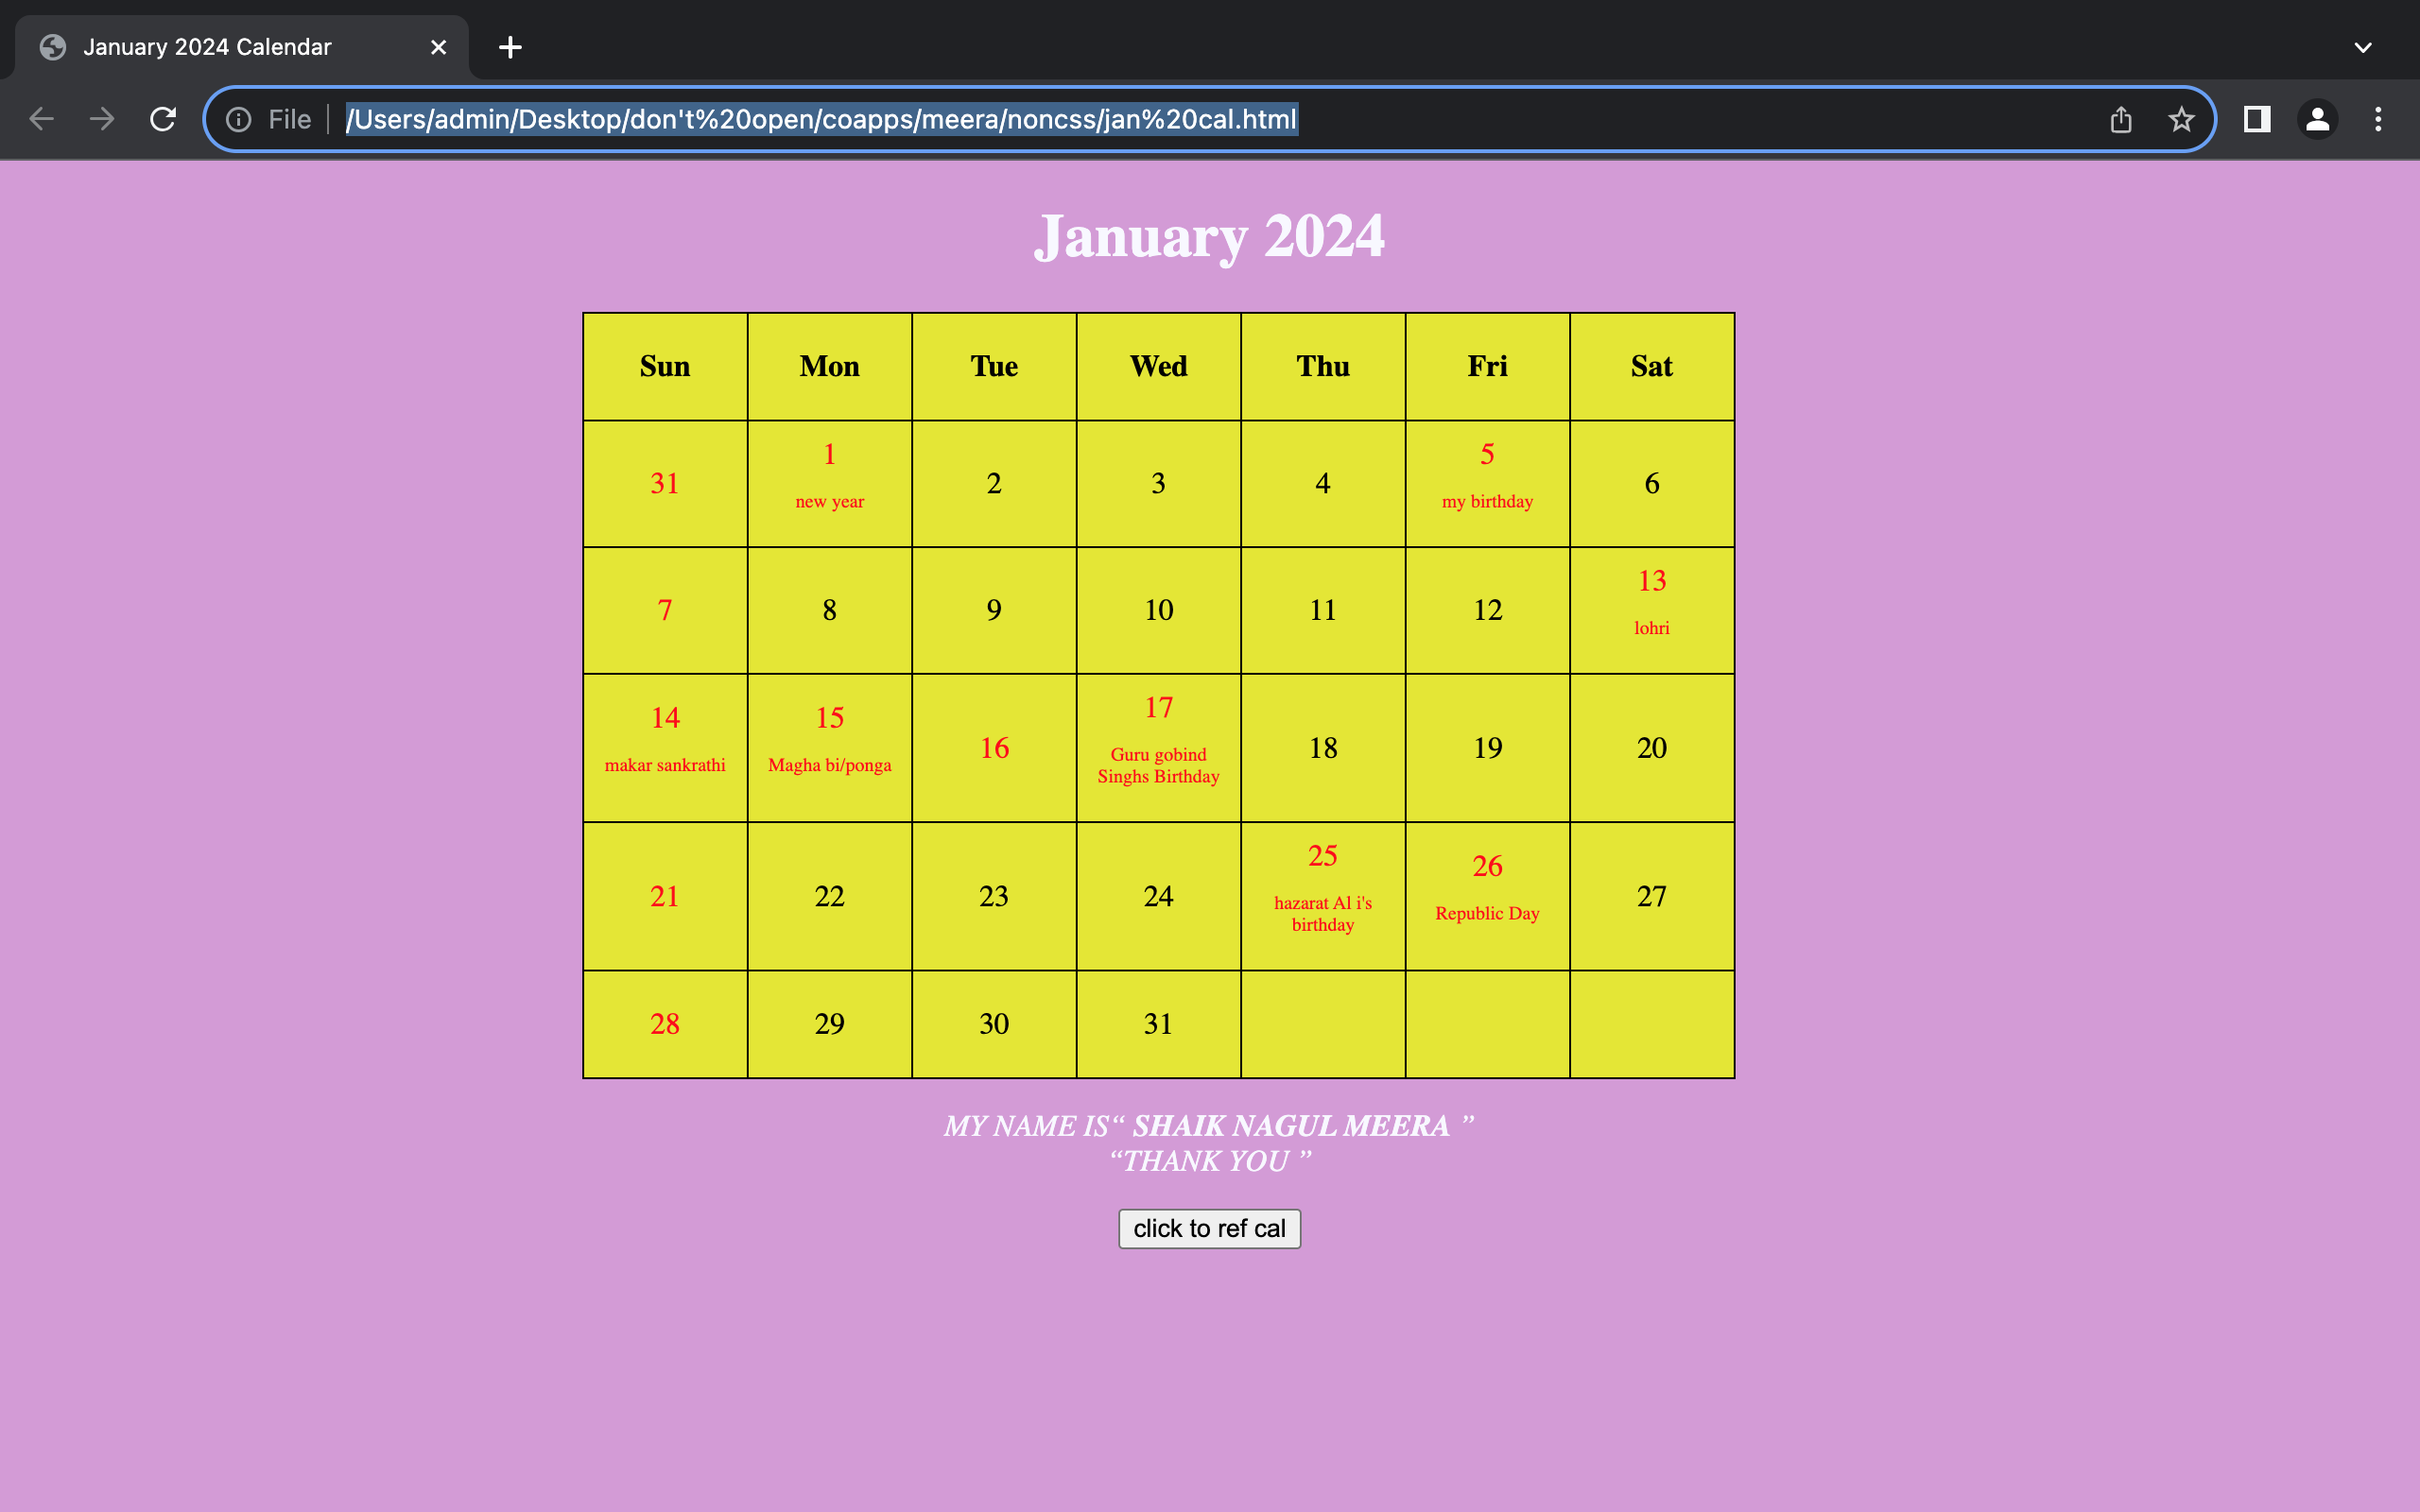 January 2024 Calendar
File
/Users/admin/Desktop/don't%20open/coapps/meera/noncss/jan%20cal.html
January 2024
Sun Mon Tue Wed Thu Fri Sat
31 1 2 3 4 5 6
new year my birthday
7 8 9 10 11 12 13
lohri
14 15 16 17 18 19 20
makar sankrathi Magha bi/ponga Guru gobind
Singhs Birthday
21 22 23 24 25 26 27
hazarat Al i's Republic Day
birthday
28 29 30 31
MY NAME IS“ SHAIK NAGUL MEERA ”
“THANK YOU ”
click to ref cal